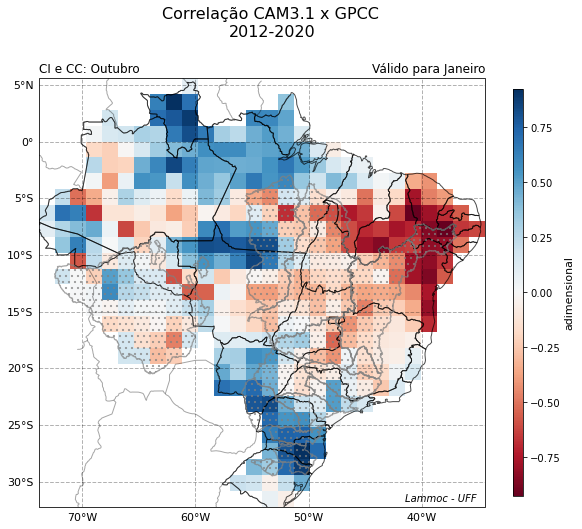 Correlação CAM3.1 x GPCC
2012-2020
CI e CC: Outubro
Válido para Janeiro
5°N
0°
5°S
10°S
15°S
20°S
25°S
30°S
70°W
60°W
50°W
40°W
Lammoc - UFF
0.75
0.50
0.25
0.00
−0.25
−0.50
−0.75
adimensional